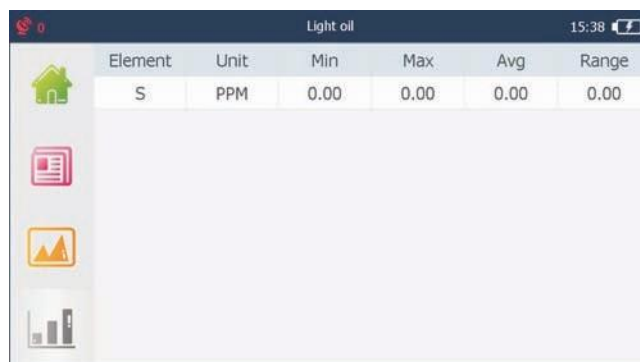 0 Light oil 15:38
Element Unit Min Max Avg Range
S PPM 0.00 0.00 0.00 0.00